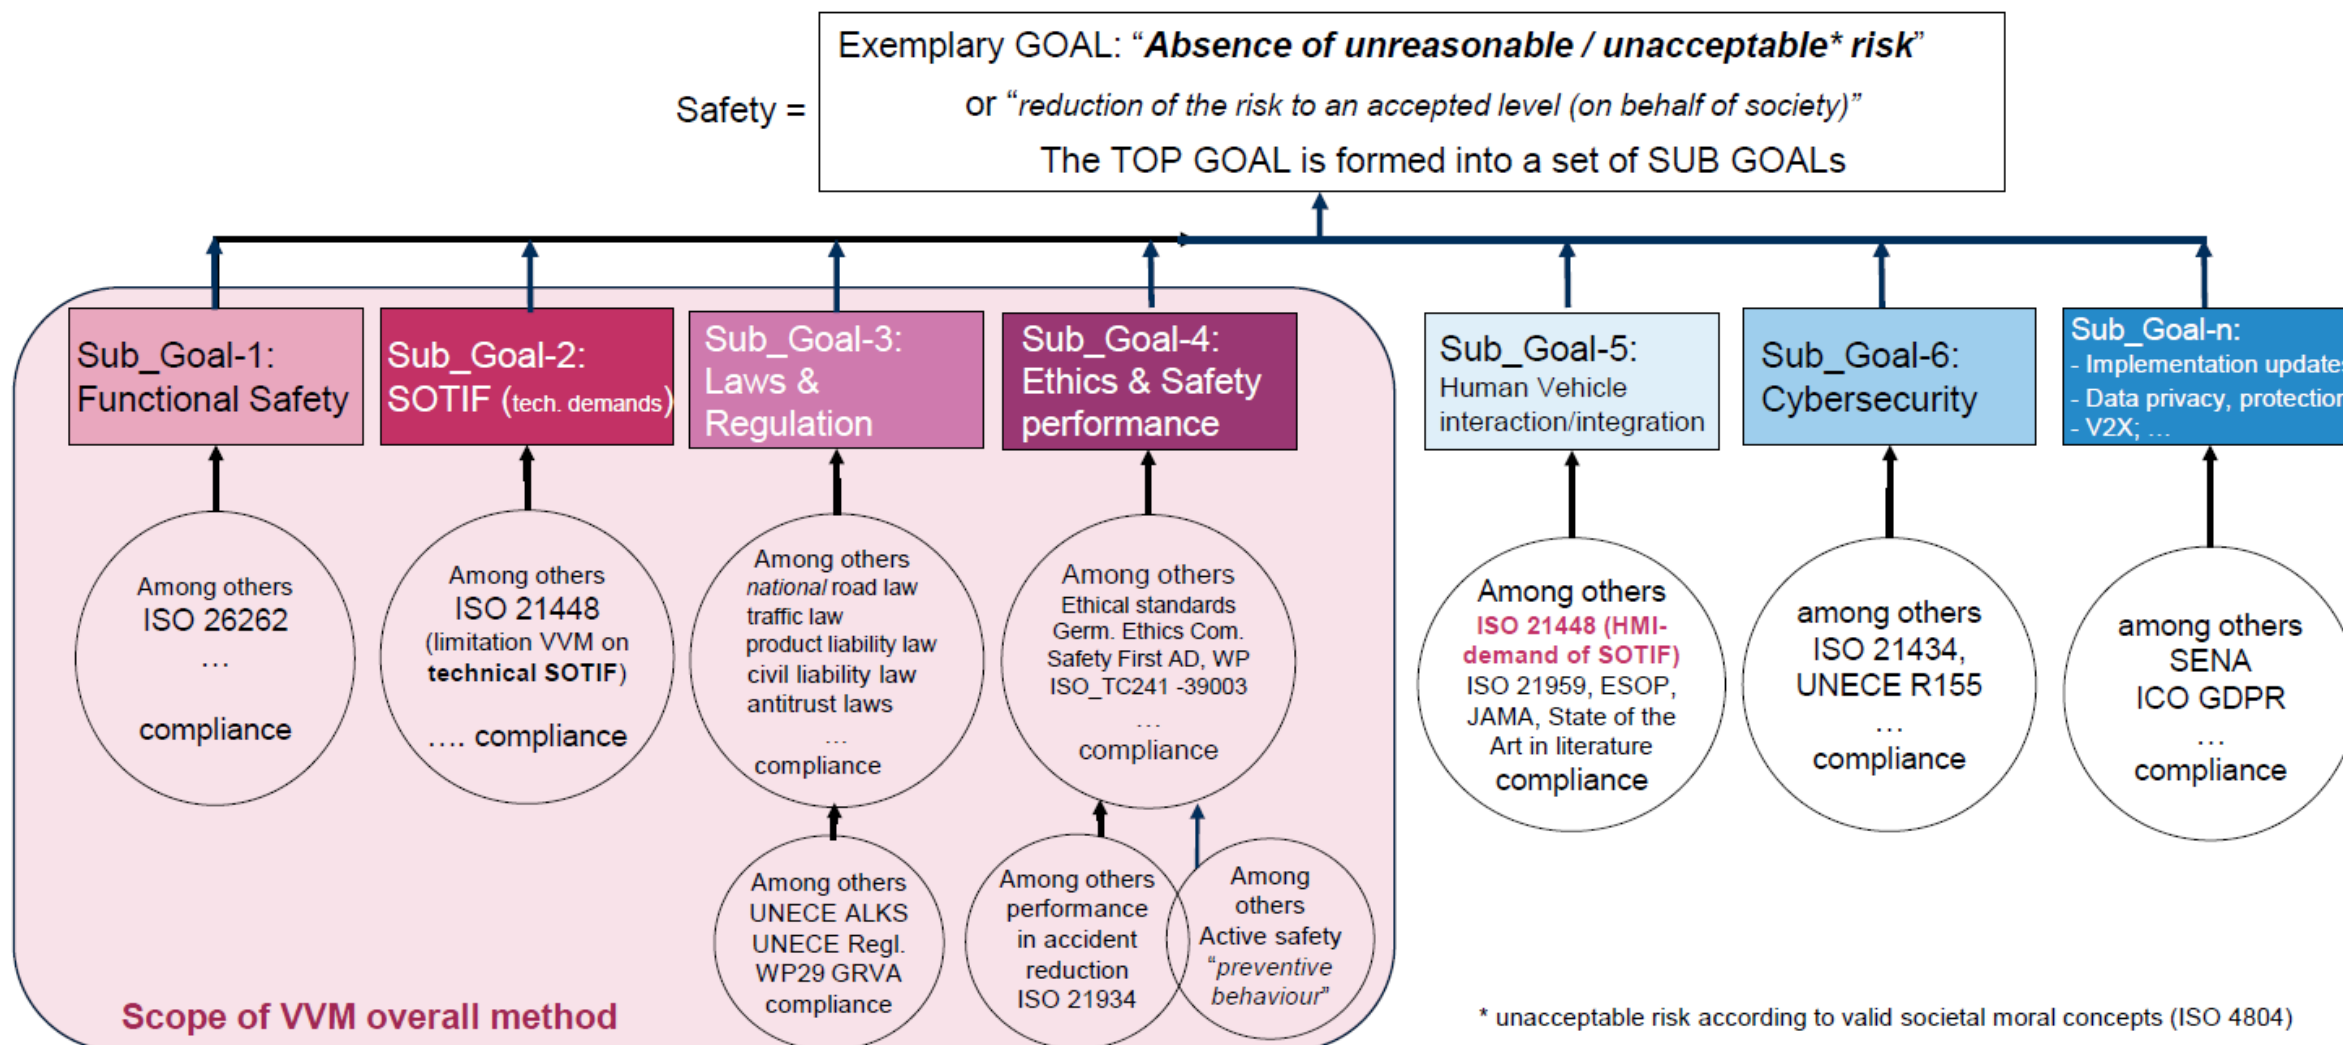 Exemplary GOAL: “Absence of unreasonable / unacceptable* risk”
Safety =
or “reduction of the risk to an accepted level (on behalf of society)”
The TOP GOAL is formed into a set of SUB GOALs
Sub_Goal-1:
Functional Safety
Sub_Goal-2:
SOTIF (tech. demands)
Sub_Goal-3:
Laws &
Regulation
Sub_Goal-4:
Ethics & Safety
performance
Sub_Goal-5:
Human Vehicle
interaction/integration
Sub_Goal-6:
Cybersecurity
Sub_Goal-n:
- Implementation updates
- Data privacy, protection
- V2X; ...
Among others
ISO 26262
...
compliance
Among others
ISO 21448
(limitation VVM on
technical SOTIF)
.... compliance
Among others
national road law
traffic law
product liability law
civil liability law
antitrust laws
...
compliance
Among others
Ethical standards
Germ. Ethics Com.
Safety First AD, WP
ISO_TC241 -39003
...
compliance
Among others
ISO 21448 (HMI-
demand of SOTIF)
ISO 21959, ESOP,
JAMA, State of the
Art in literature
compliance
among others
ISO 21434,
UNECE R155
...
compliance
among others
SENA
ICO GDPR
...
compliance
Among others
UNECE ALKS
UNECE Regl.
WP29 GRVA
compliance
Among others
performance
in accident
reduction
ISO 21934
Among
others
Active safety
“preventive
behaviour”
Scope of VVM overall method
* unacceptable risk according to valid societal moral concepts (ISO 4804)